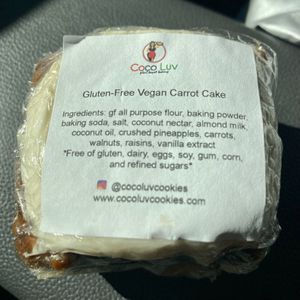 Coco Luv
Gluten-Free Vegan Carrot Cake
Ingredients: gf all purpose flour, baking powder,
baking soda, salt, coconut nectar, almond milk,
coconut oil, crushed pineapples, carrots,
walnuts, raisins, vanilla extract
*Free of gluten, dairy, eggs, soy, gum, corn,
and refined sugars*
@cocoluvcookies
www.cocoluvcookies.com